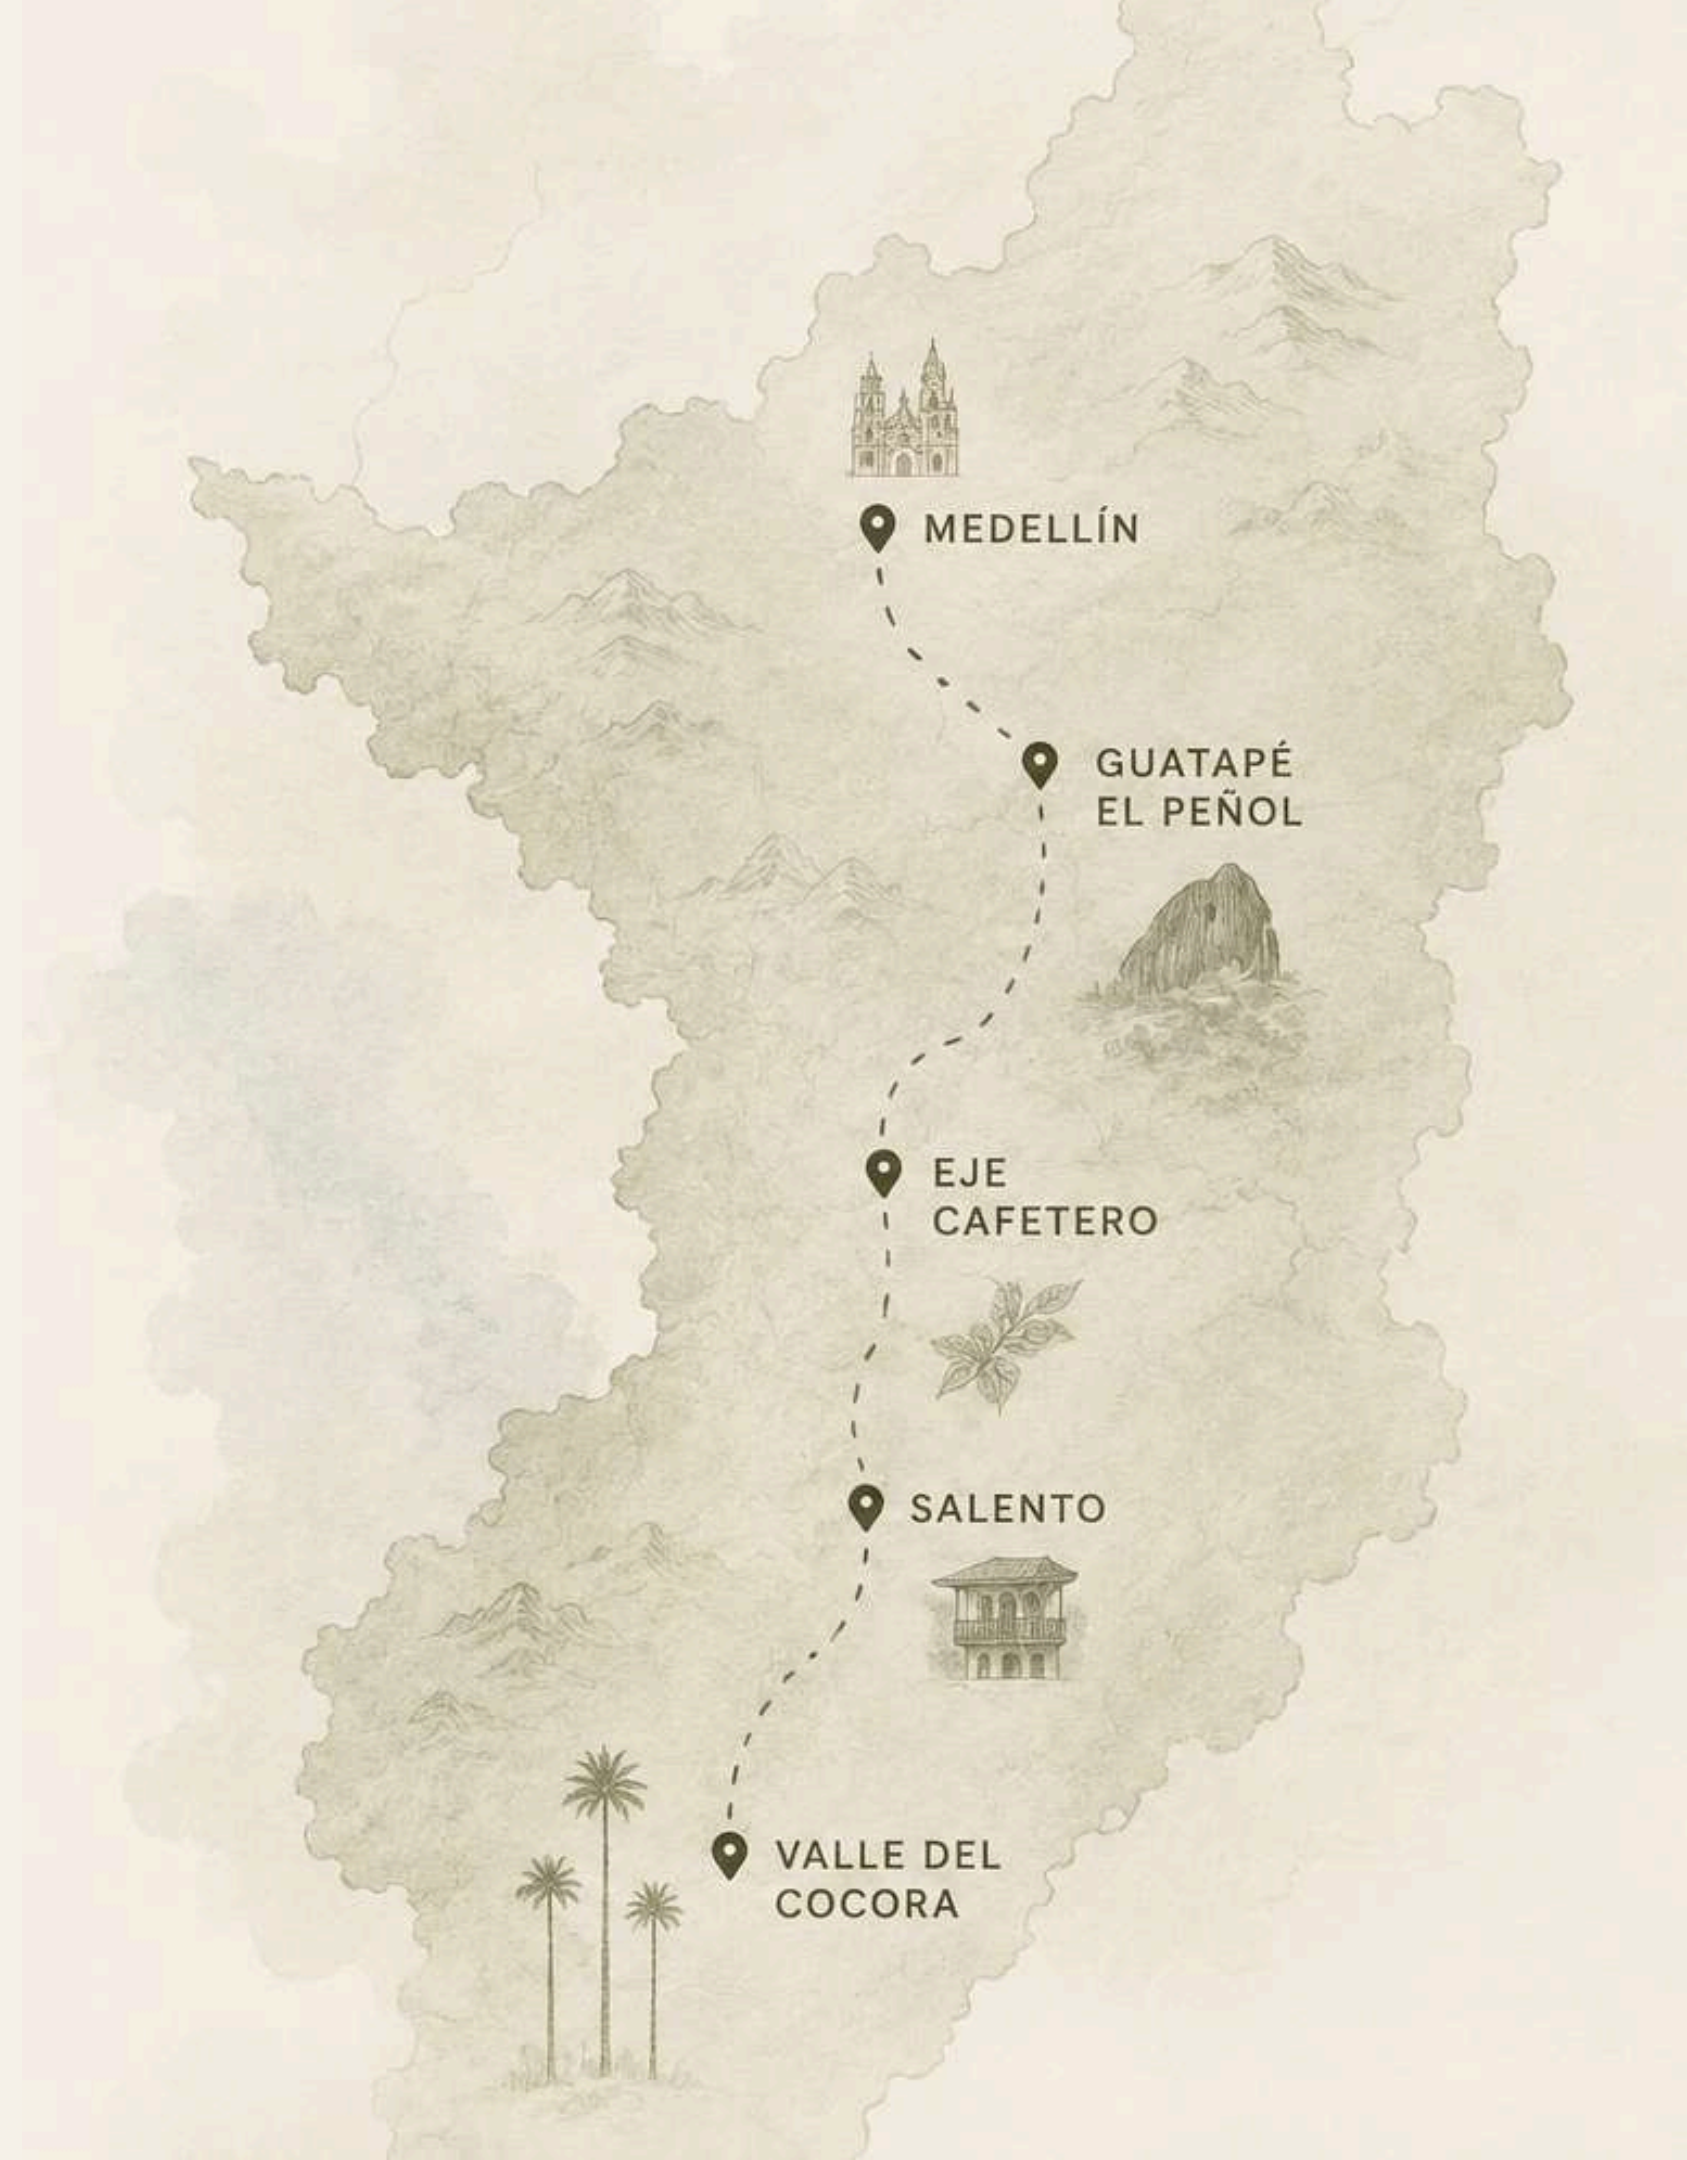 MEDELLÍN
GUATAPÉ
EL PEÑOL
EJE
CAFETERO
SALENTO
VALLE DEL
COCORA